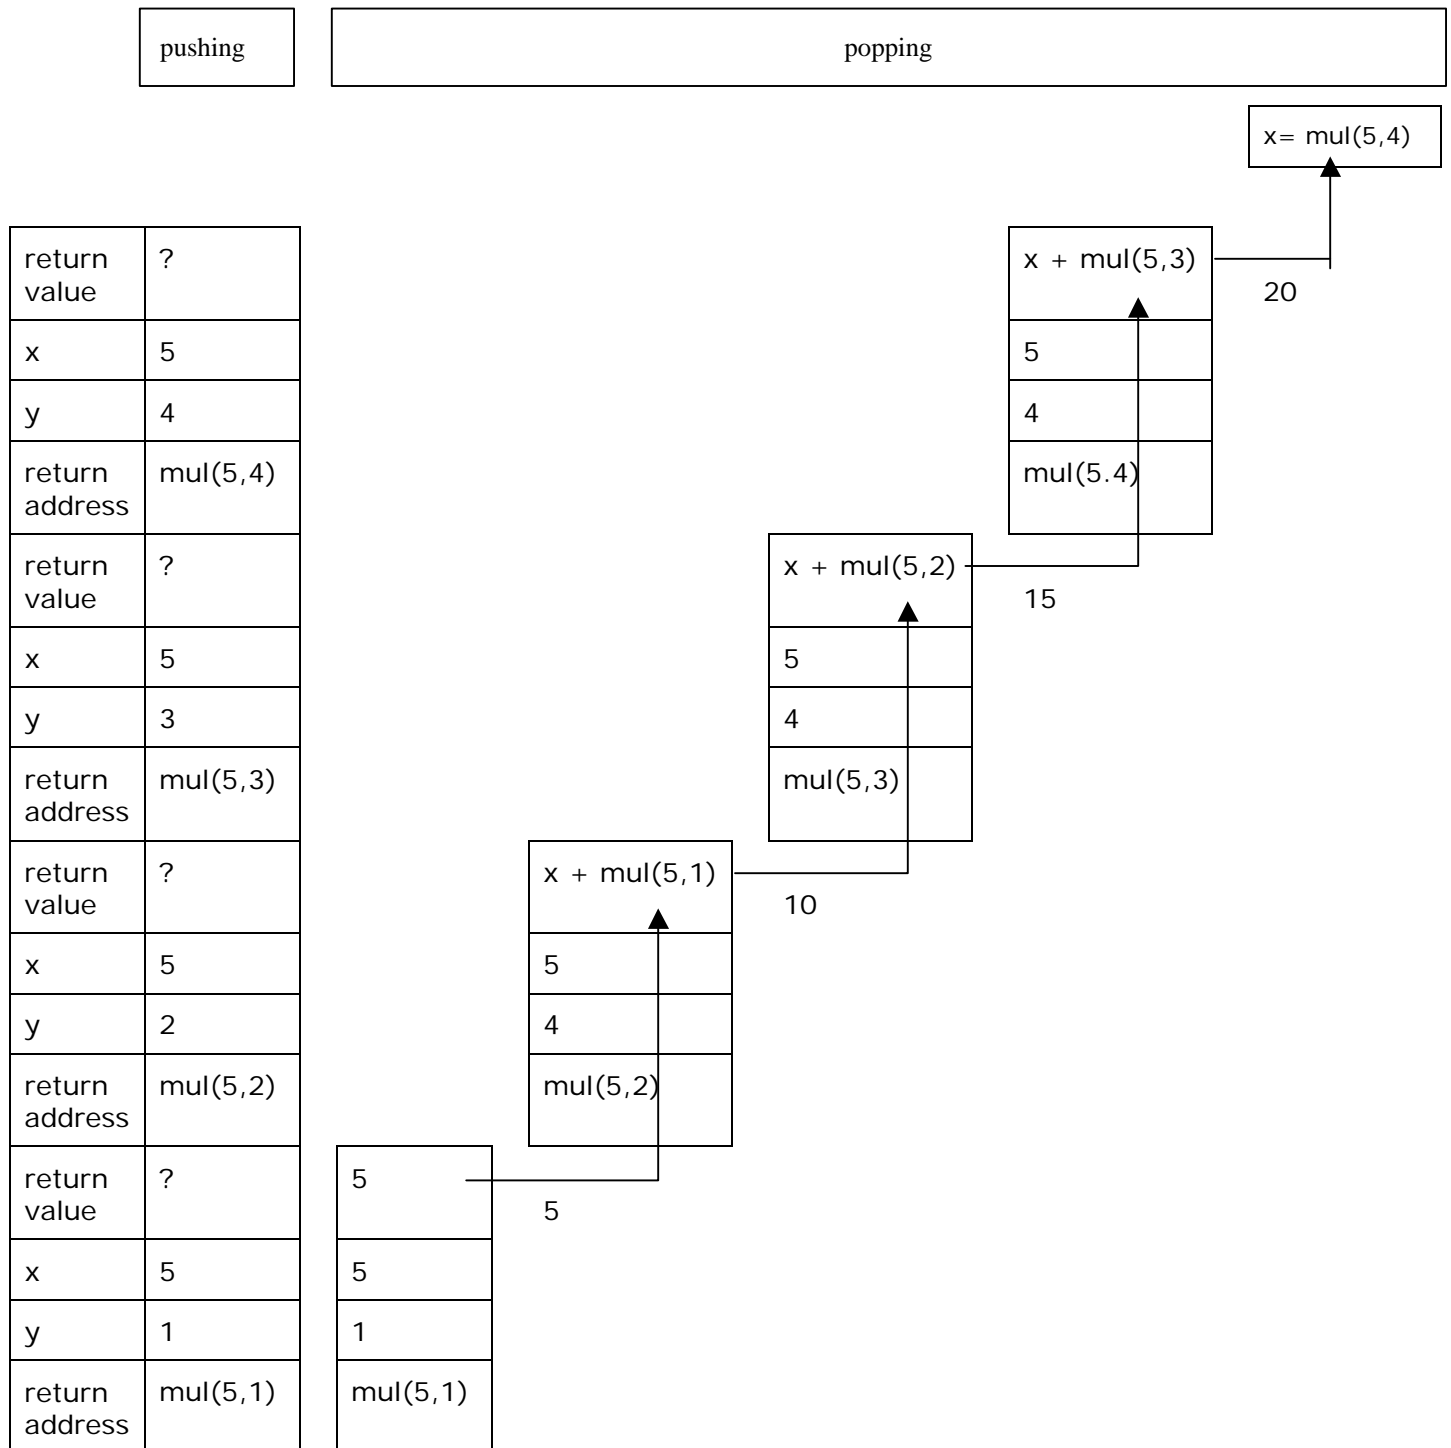 pushing
popping
x= mul(5,4)
return value
?
x + mul(5,3)
20
x
5
5
y
4
4
return address
mul(5,4)
mul(5.4)
return value
?
x + mul(5,2)
15
x
5
5
y
3
4
return address
mul(5,3)
mul(5,3)
return value
?
x + mul(5,1)
10
x
5
5
y
2
4
return address
mul(5,2)
mul(5,2)
return value
?
5
5
x
5
5
y
1
1
return address
mul(5,1)
mul(5,1)